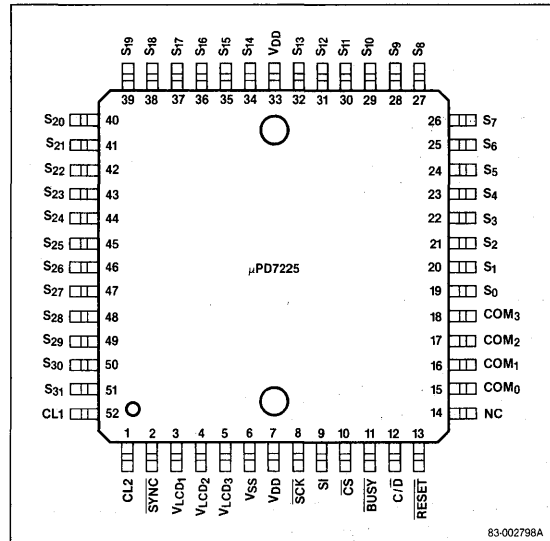 S19 S18 S17 S16 S15 S14 VDD S13 S12 S11 S10 S9 S8
39 38 37 36 35 34 33 32 31 30 29 28 27
S20 40 26 S7
S21 41 25 S6
S22 42 24 S5
S23 43 23 S4
S24 44 22 S3
S25 45 21 S2
S26 46 μPD7225 20 S1
S27 47 19 S0
S28 48 18 COM3
S29 49 17 COM2
S30 50 16 COM1
S31 51 15 COM0
CL1 52 14 NC
1 2 3 4 5 6 7 8 9 10 11 12 13
CL2 S̅Y̅N̅C̅ VLCD1 VLCD2 VLCD3 VSS VDD S̅C̅K̅ SI C̅S̅ B̅U̅S̅Y̅ C/D̅ R̅E̅S̅E̅T̅
83-002798A